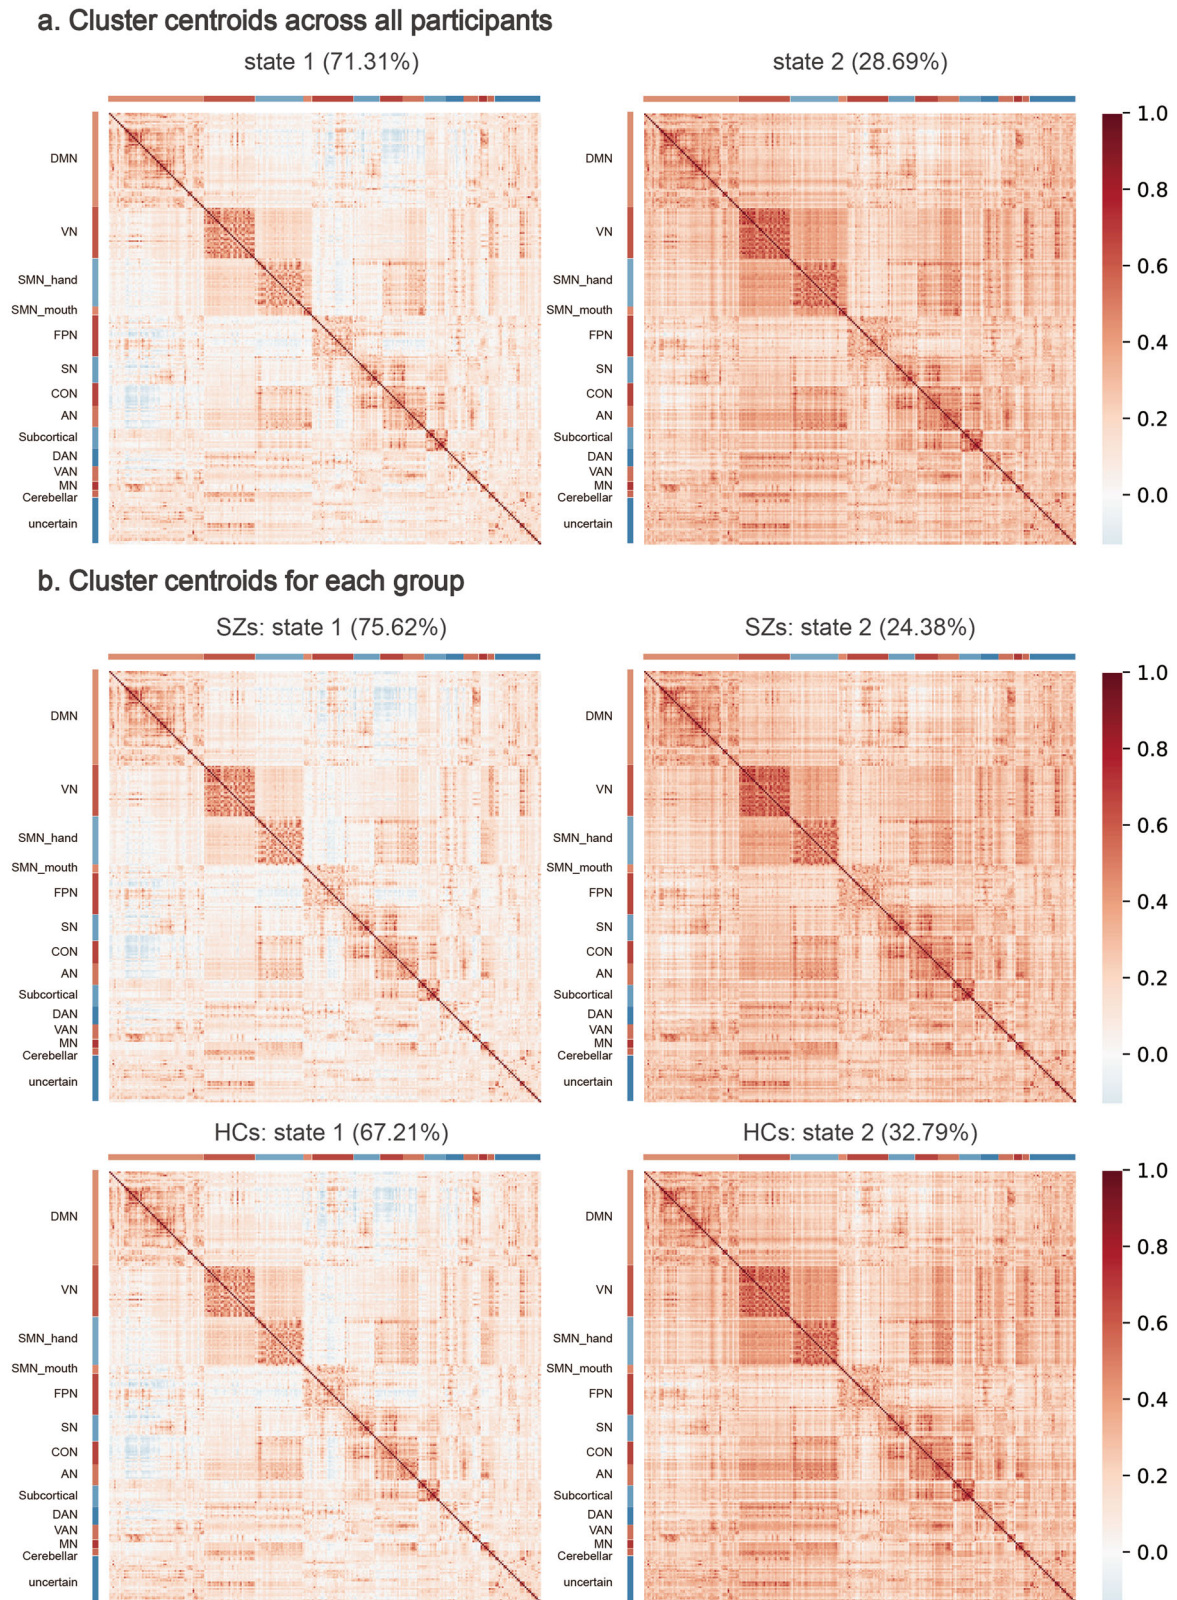 a. Cluster centroids across all participants
state 1 (71.31%)
state 2 (28.69%)
DMN
VN
SMN_hand
SMN_mouth
FPN
SN
CON
AN
Subcortical
DAN
VAN
MN
Cerebellar
uncertain
DMN
VN
SMN_hand
SMN_mouth
FPN
SN
CON
AN
Subcortical
DAN
VAN
MN
Cerebellar
uncertain
1.0
0.8
0.6
0.4
0.2
0.0
b. Cluster centroids for each group
SZs: state 1 (75.62%)
SZs: state 2 (24.38%)
DMN
VN
SMN_hand
SMN_mouth
FPN
SN
CON
AN
Subcortical
DAN
VAN
MN
Cerebellar
uncertain
DMN
VN
SMN_hand
SMN_mouth
FPN
SN
CON
AN
Subcortical
DAN
VAN
MN
Cerebellar
uncertain
1.0
0.8
0.6
0.4
0.2
0.0
HCs: state 1 (67.21%)
HCs: state 2 (32.79%)
DMN
VN
SMN_hand
SMN_mouth
FPN
SN
CON
AN
Subcortical
DAN
VAN
MN
Cerebellar
uncertain
DMN
VN
SMN_hand
SMN_mouth
FPN
SN
CON
AN
Subcortical
DAN
VAN
MN
Cerebellar
uncertain
1.0
0.8
0.6
0.4
0.2
0.0